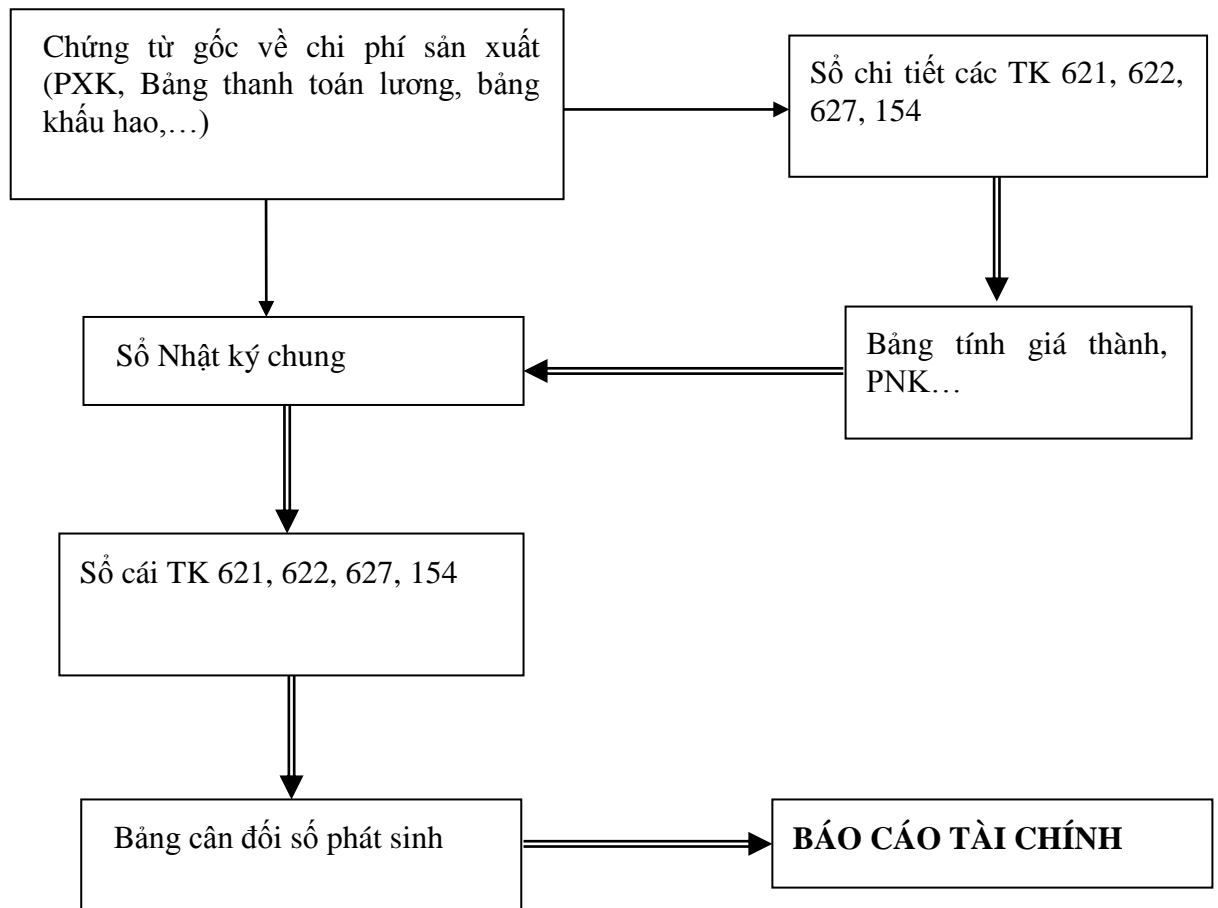 Chứng từ gốc về chi phí sản xuất
(PXK, Bảng thanh toán lương, bảng
khấu hao,…)
Sổ chi tiết các TK 621, 622,
627, 154
Sổ Nhật ký chung
Bảng tính giá thành,
PNK…
Sổ cái TK 621, 622, 627, 154
Bảng cân đối số phát sinh
BÁO CÁO TÀI CHÍNH